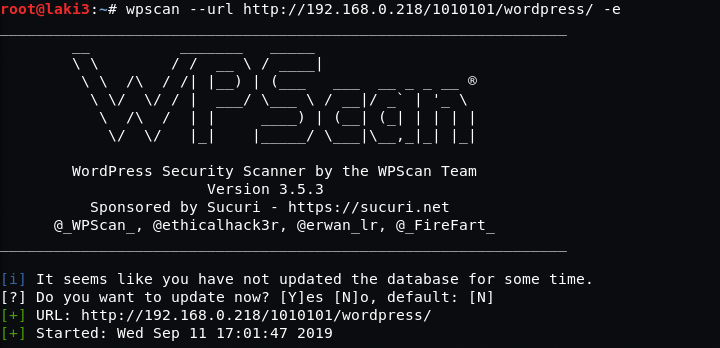 root@laki3:~# wpscan --url http://192.168.0.218/1010101/wordpress/ -e
WPScan ®
WordPress Security Scanner by the WPScan Team
Version 3.5.3
Sponsored by Sucuri - https://sucuri.net
@_WPScan_, @ethicalhack3r, @erwan_lr, @_FireFart_
[i] It seems like you have not updated the database for some time.
[?] Do you want to update now? [Y]es [N]o, default: [N]
[+] URL: http://192.168.0.218/1010101/wordpress/
[+] Started: Wed Sep 11 17:01:47 2019